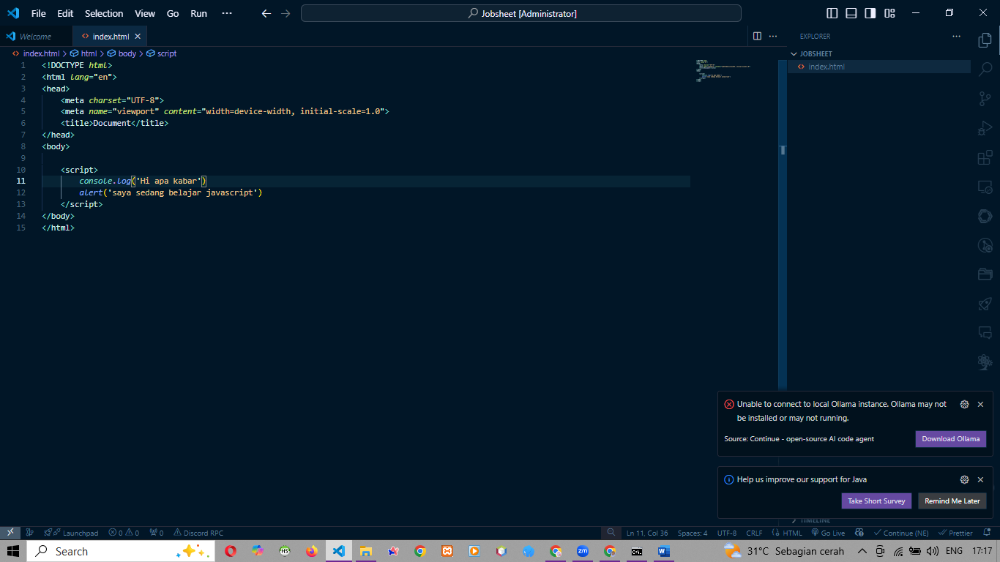 File Edit Selection View Go Run ··· Jobsheet [Administrator]
Welcome index.html
index.html > html > body > script
1 <!DOCTYPE html>
2 <html lang="en">
3 <head>
4 <meta charset="UTF-8">
5 <meta name="viewport" content="width=device-width, initial-scale=1.0">
6 <title>Document</title>
7 </head>
8 <body>
9
10 <script>
11 console.log('Hi apa kabar')
12 alert('saya sedang belajar javascript')
13 </script>
14 </body>
15 </html>
EXPLORER
JOBSHEET
index.html
Unable to connect to local Ollama instance. Ollama may not
be installed or may not running.
Source: Continue - open-source AI code agent
Download Ollama
Help us improve our support for Java
Take Short Survey Remind Me Later
TIMELINE
Launchpad 0 0 0 Discord RPC Ln 11, Col 36 Spaces: 4 UTF-8 CRLF HTML Go Live Continue (NE) Prettier
Search 31°C Sebagian cerah ENG 17:17